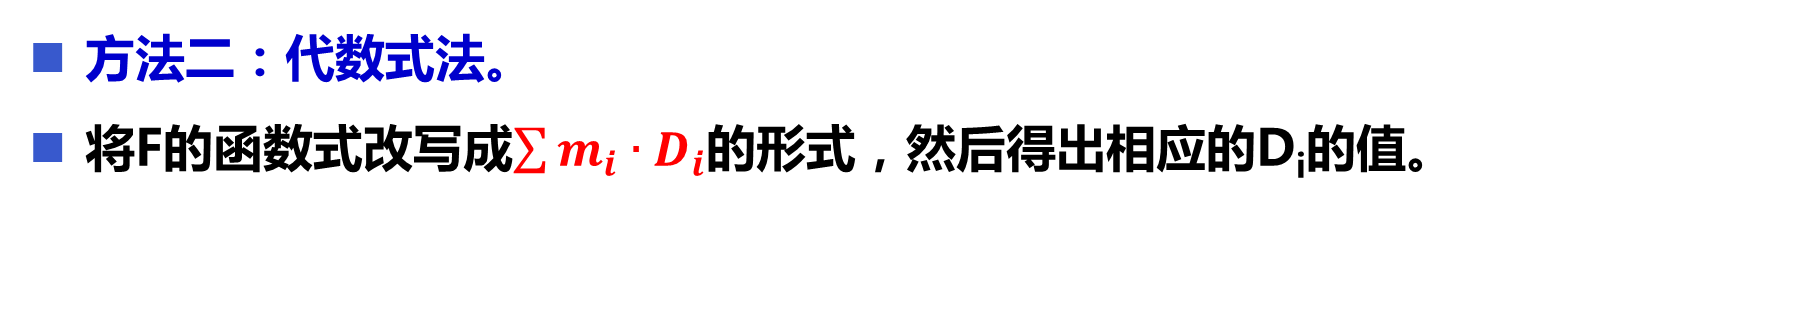 ■ 方法二：代数式法。
■ 将F的函数式改写成∑ mᵢ · Dᵢ的形式，然后得出相应的Dᵢ的值。